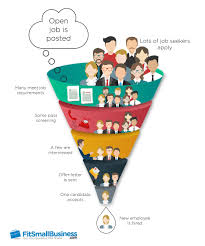 Open
job is
posted
Lots of job seekers
apply
Many meet job
requirements
Some pass
screening
A few are
interviewed
Offer letter
is sent
One candidate
accepts
New employee
is hired
FitSmallBusiness
.com